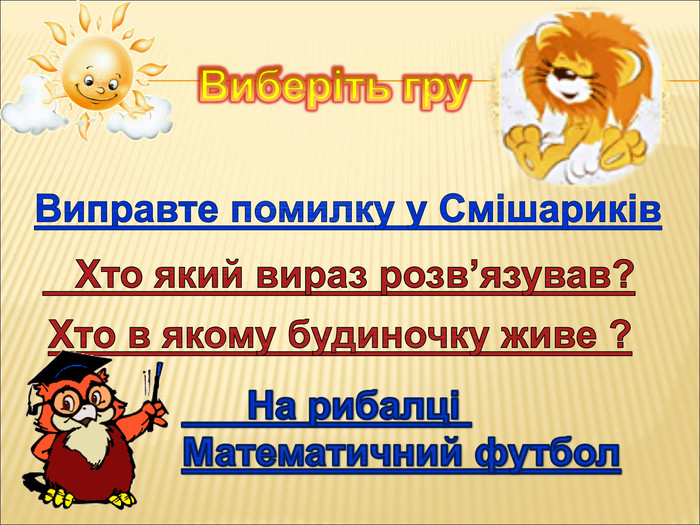 Виберіть гру
Виправте помилку у Смішариків
Хто який вираз розв’язував?
Хто в якому будиночку живе ?
На рибалці
Математичний футбол